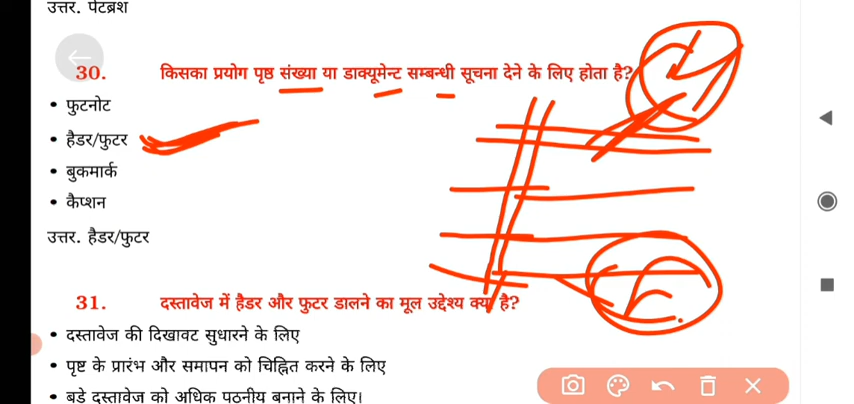 उत्तर. पेंटब्रश
30. किसका प्रयोग पृष्ठ संख्या या डाक्यूमेन्ट सम्बन्धी सूचना देने के लिए होता है?
• फुटनोट
• हैडर/फुटर
• बुकमार्क
• कैप्शन
उत्तर. हैडर/फुटर
31. दस्तावेज में हैडर और फुटर डालने का मूल उद्देश्य क्या है?
• दस्तावेज की दिखावट सुधारने के लिए
• पृष्ट के प्रारंभ और समापन को चिह्नित करने के लिए
• बडे दस्तावेज को अधिक पठनीय बनाने के लिए।